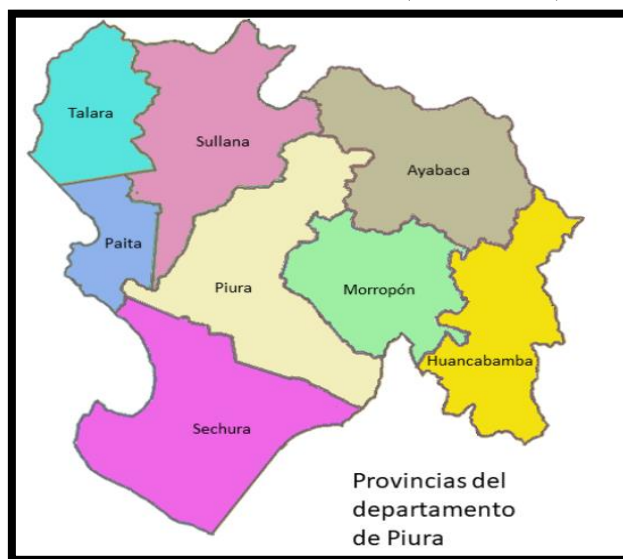 Talara
Sullana
Ayabaca
Paita
Piura
Morropón
Huancabamba
Sechura
Provincias del
departamento
de Piura